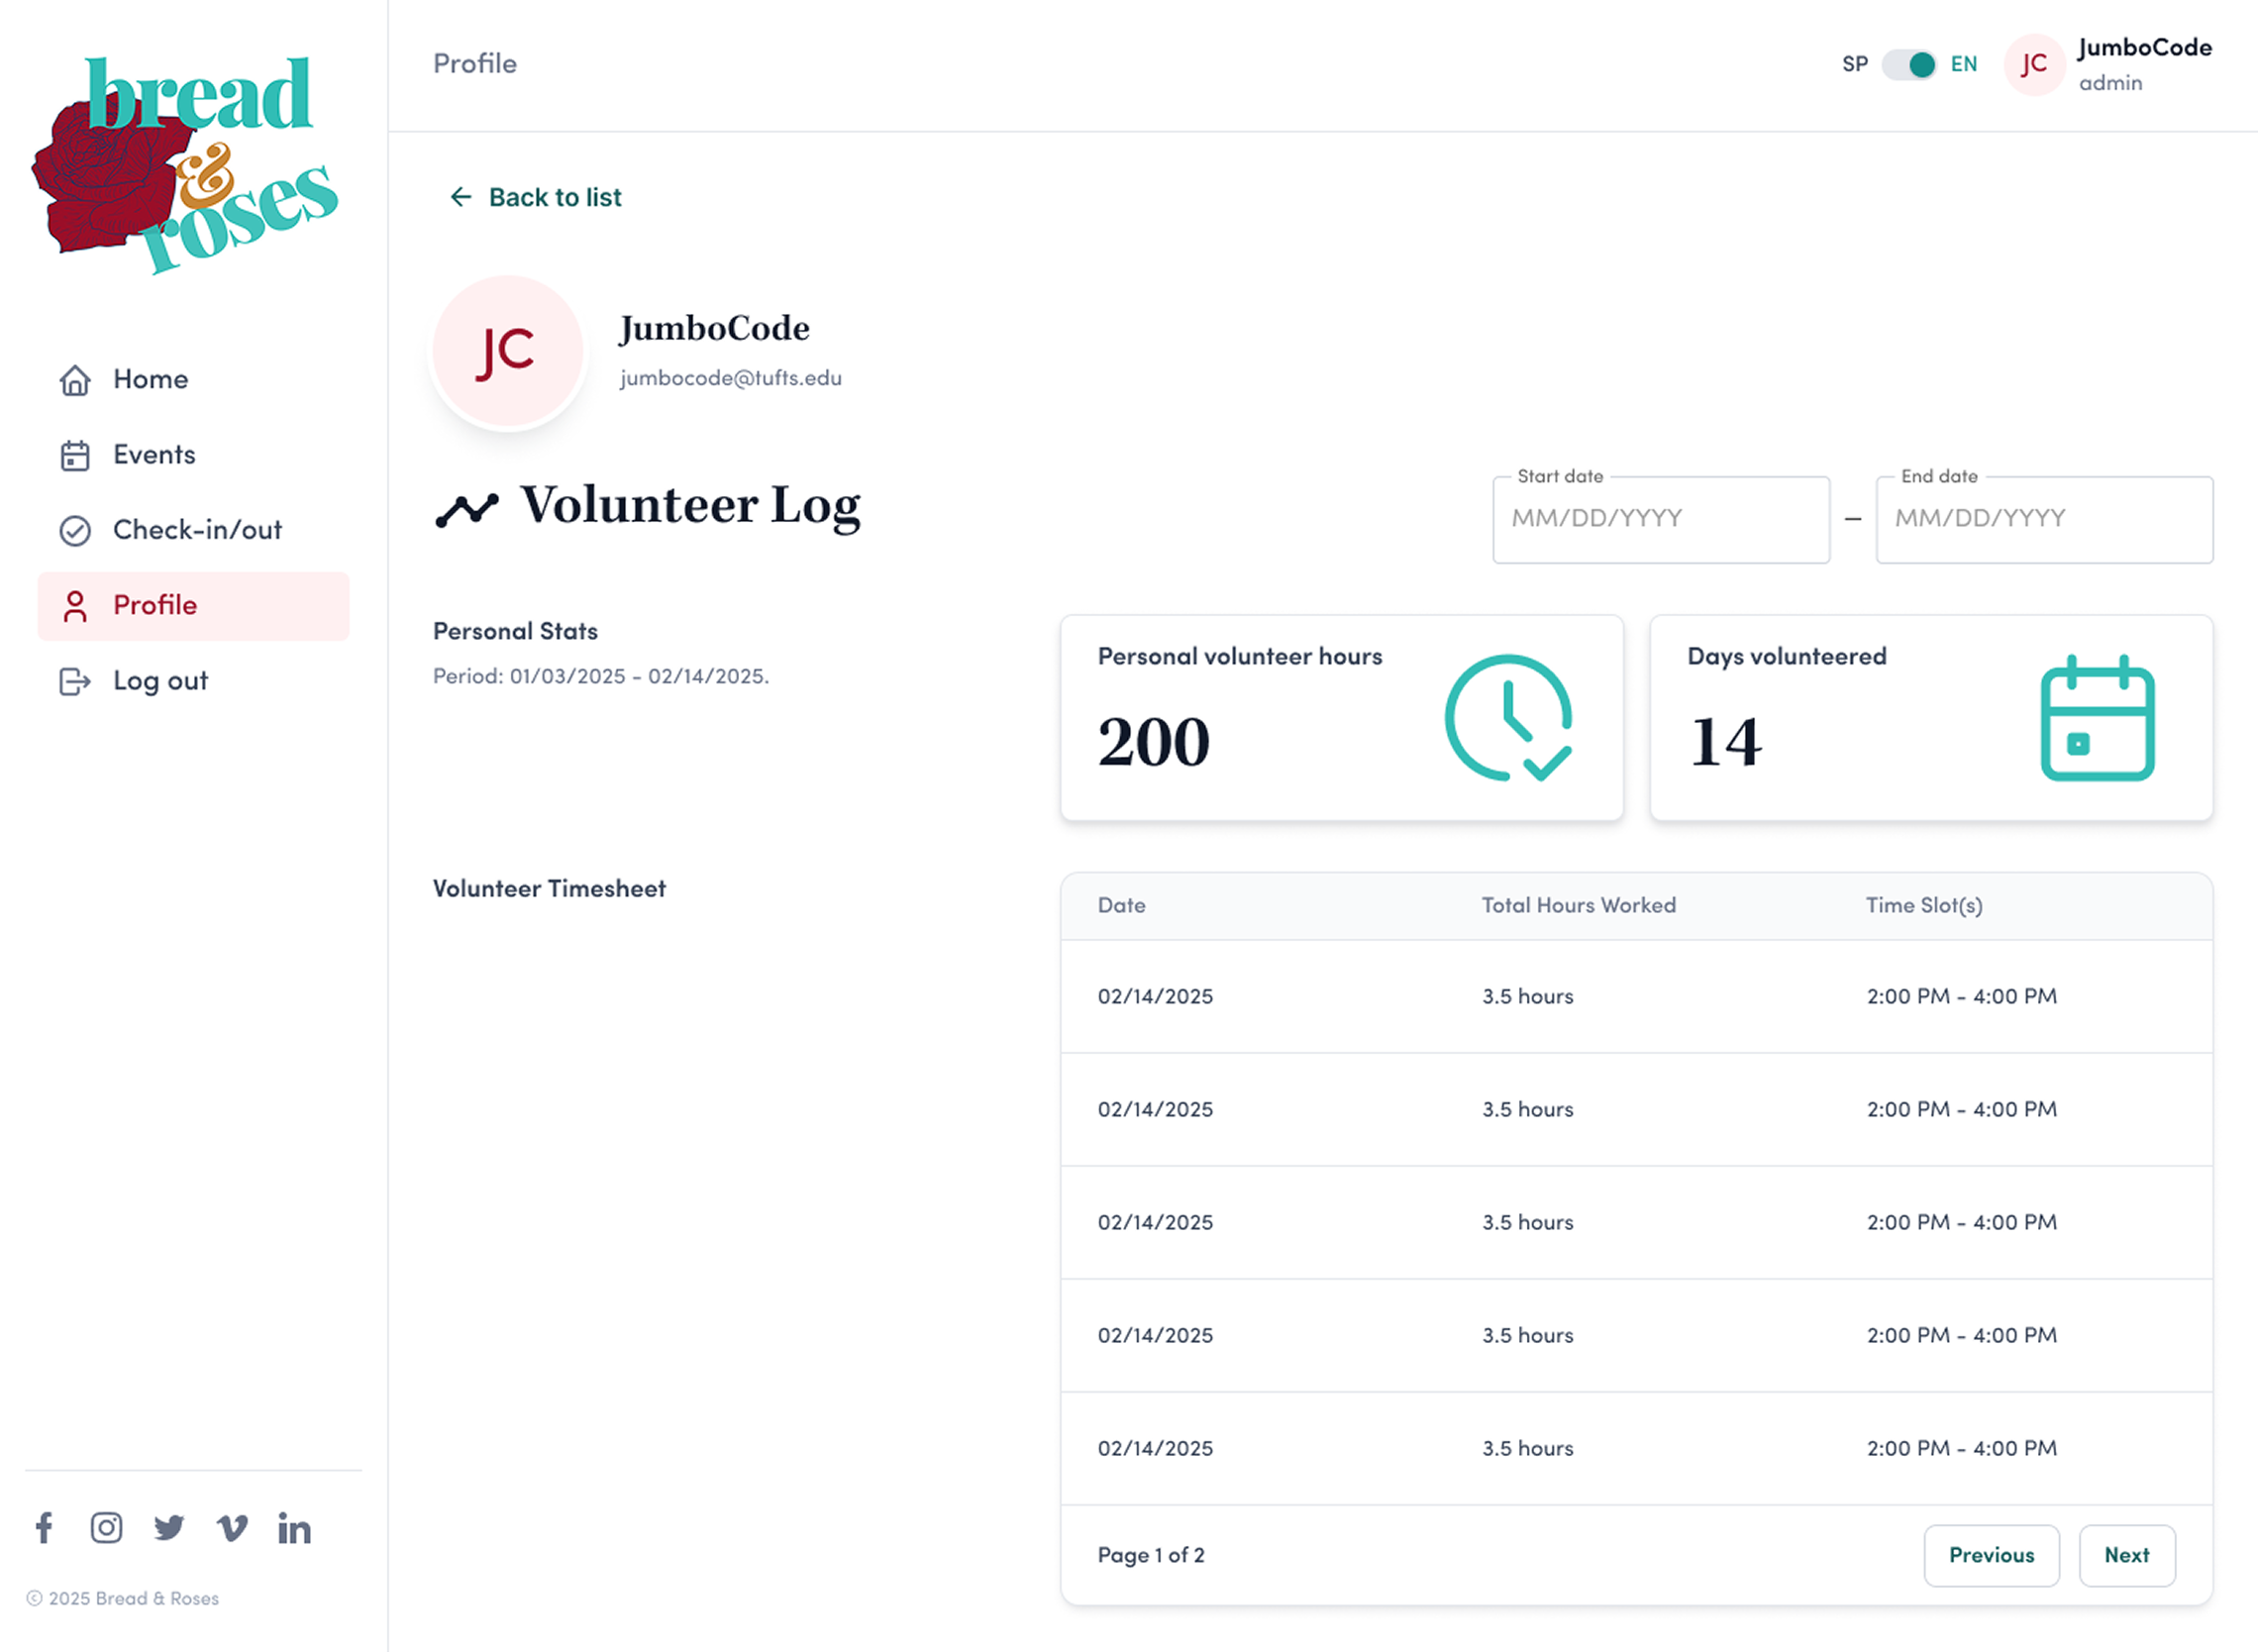 bread
&
roses
Home
Events
Check-in/out
Profile
Log out
© 2025 Bread & Roses
Profile
SP EN JC JumboCode
admin
← Back to list
JC
JumboCode
jumbocode@tufts.edu
Volunteer Log
Start date
MM/DD/YYYY
–
End date
MM/DD/YYYY
Personal Stats
Period: 01/03/2025 - 02/14/2025.
Personal volunteer hours
200
Days volunteered
14
Volunteer Timesheet
Date Total Hours Worked Time Slot(s)
02/14/2025 3.5 hours 2:00 PM - 4:00 PM
02/14/2025 3.5 hours 2:00 PM - 4:00 PM
02/14/2025 3.5 hours 2:00 PM - 4:00 PM
02/14/2025 3.5 hours 2:00 PM - 4:00 PM
02/14/2025 3.5 hours 2:00 PM - 4:00 PM
Page 1 of 2 Previous Next